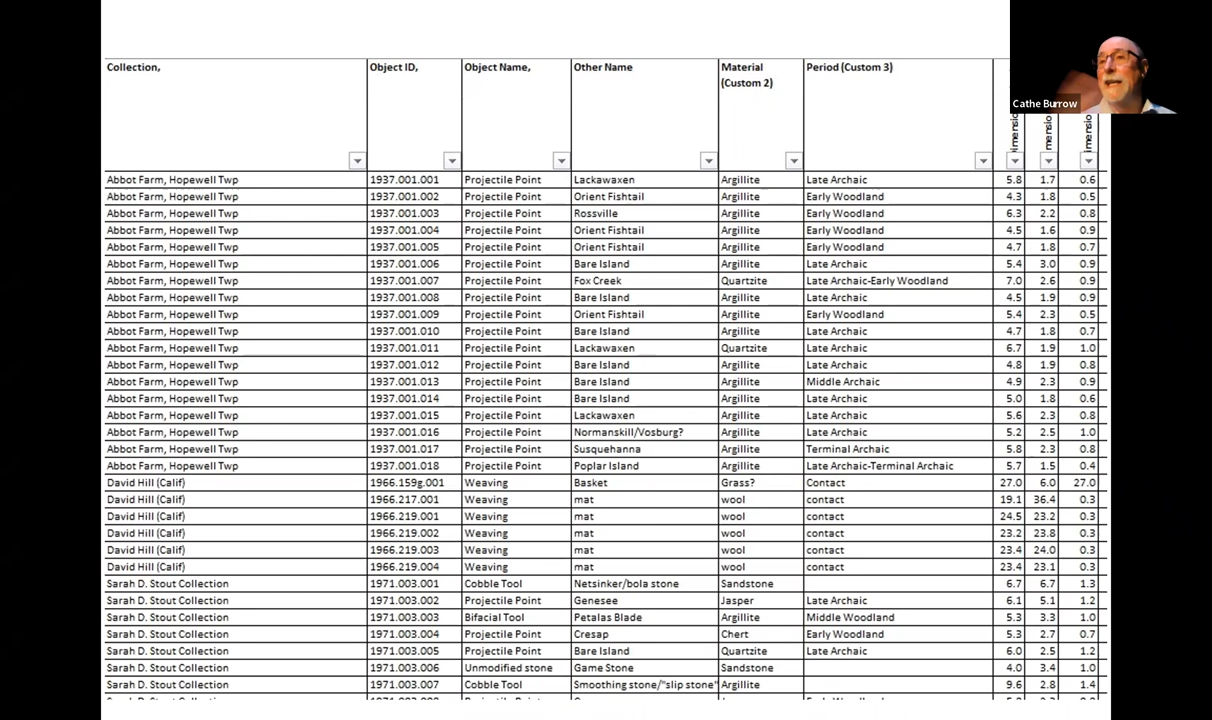 Collection, Object ID, Object Name, Other Name Material Period (Custom 3)
(Custom 2)
Cathe Burrow
Abbot Farm, Hopewell Twp 1937.001.001 Projectile Point Lackawaxen Argillite Late Archaic 5.8 1.7 0.6
Abbot Farm, Hopewell Twp 1937.001.002 Projectile Point Orient Fishtail Argillite Early Woodland 4.3 1.8 0.5
Abbot Farm, Hopewell Twp 1937.001.003 Projectile Point Rossville Argillite Early Woodland 6.3 2.2 0.8
Abbot Farm, Hopewell Twp 1937.001.004 Projectile Point Orient Fishtail Argillite Early Woodland 4.5 1.6 0.9
Abbot Farm, Hopewell Twp 1937.001.005 Projectile Point Orient Fishtail Argillite Early Woodland 4.7 1.8 0.7
Abbot Farm, Hopewell Twp 1937.001.006 Projectile Point Bare Island Argillite Late Archaic 5.4 3.0 0.9
Abbot Farm, Hopewell Twp 1937.001.007 Projectile Point Fox Creek Quartzite Late Archaic-Early Woodland 7.0 2.6 0.9
Abbot Farm, Hopewell Twp 1937.001.008 Projectile Point Bare Island Argillite Late Archaic 4.5 1.9 0.9
Abbot Farm, Hopewell Twp 1937.001.009 Projectile Point Orient Fishtail Argillite Early Woodland 5.4 2.3 0.5
Abbot Farm, Hopewell Twp 1937.001.010 Projectile Point Bare Island Argillite Late Archaic 4.7 1.8 0.7
Abbot Farm, Hopewell Twp 1937.001.011 Projectile Point Lackawaxen Quartzite Late Archaic 6.7 1.9 1.0
Abbot Farm, Hopewell Twp 1937.001.012 Projectile Point Bare Island Argillite Late Archaic 4.8 1.9 0.8
Abbot Farm, Hopewell Twp 1937.001.013 Projectile Point Bare Island Argillite Middle Archaic 4.9 2.3 0.9
Abbot Farm, Hopewell Twp 1937.001.014 Projectile Point Bare Island Argillite Late Archaic 5.0 1.8 0.6
Abbot Farm, Hopewell Twp 1937.001.015 Projectile Point Lackawaxen Argillite Late Archaic 5.6 2.3 0.8
Abbot Farm, Hopewell Twp 1937.001.016 Projectile Point Normanskill/Vosburg? Argillite Late Archaic 5.2 2.5 1.0
Abbot Farm, Hopewell Twp 1937.001.017 Projectile Point Susquehanna Argillite Terminal Archaic 5.8 2.3 0.8
Abbot Farm, Hopewell Twp 1937.001.018 Projectile Point Poplar Island Argillite Late Archaic-Terminal Archaic 5.7 1.5 0.4
David Hill (Calif) 1966.159g.001 Weaving Basket Grass? Contact 27.0 6.0 27.0
David Hill (Calif) 1966.217.001 Weaving mat wool contact 19.1 36.4 0.3
David Hill (Calif) 1966.219.001 Weaving mat wool contact 24.5 23.2 0.3
David Hill (Calif) 1966.219.002 Weaving mat wool contact 23.2 23.8 0.3
David Hill (Calif) 1966.219.003 Weaving mat wool contact 23.4 24.0 0.3
David Hill (Calif) 1966.219.004 Weaving mat wool contact 23.4 23.1 0.3
Sarah D. Stout Collection 1971.003.001 Cobble Tool Netsinker/bola stone Sandstone 6.7 6.7 1.3
Sarah D. Stout Collection 1971.003.002 Projectile Point Genesee Jasper Late Archaic 6.1 5.1 1.2
Sarah D. Stout Collection 1971.003.003 Bifacial Tool Petalas Blade Argillite Middle Woodland 5.3 3.3 1.0
Sarah D. Stout Collection 1971.003.004 Projectile Point Cresap Chert Early Woodland 5.3 2.7 0.7
Sarah D. Stout Collection 1971.003.005 Projectile Point Bare Island Quartzite Late Archaic 6.0 2.5 1.2
Sarah D. Stout Collection 1971.003.006 Unmodified stone Game Stone Sandstone 4.0 3.4 1.0
Sarah D. Stout Collection 1971.003.007 Cobble Tool Smoothing stone/"slip stone" Argillite 9.6 2.8 1.4